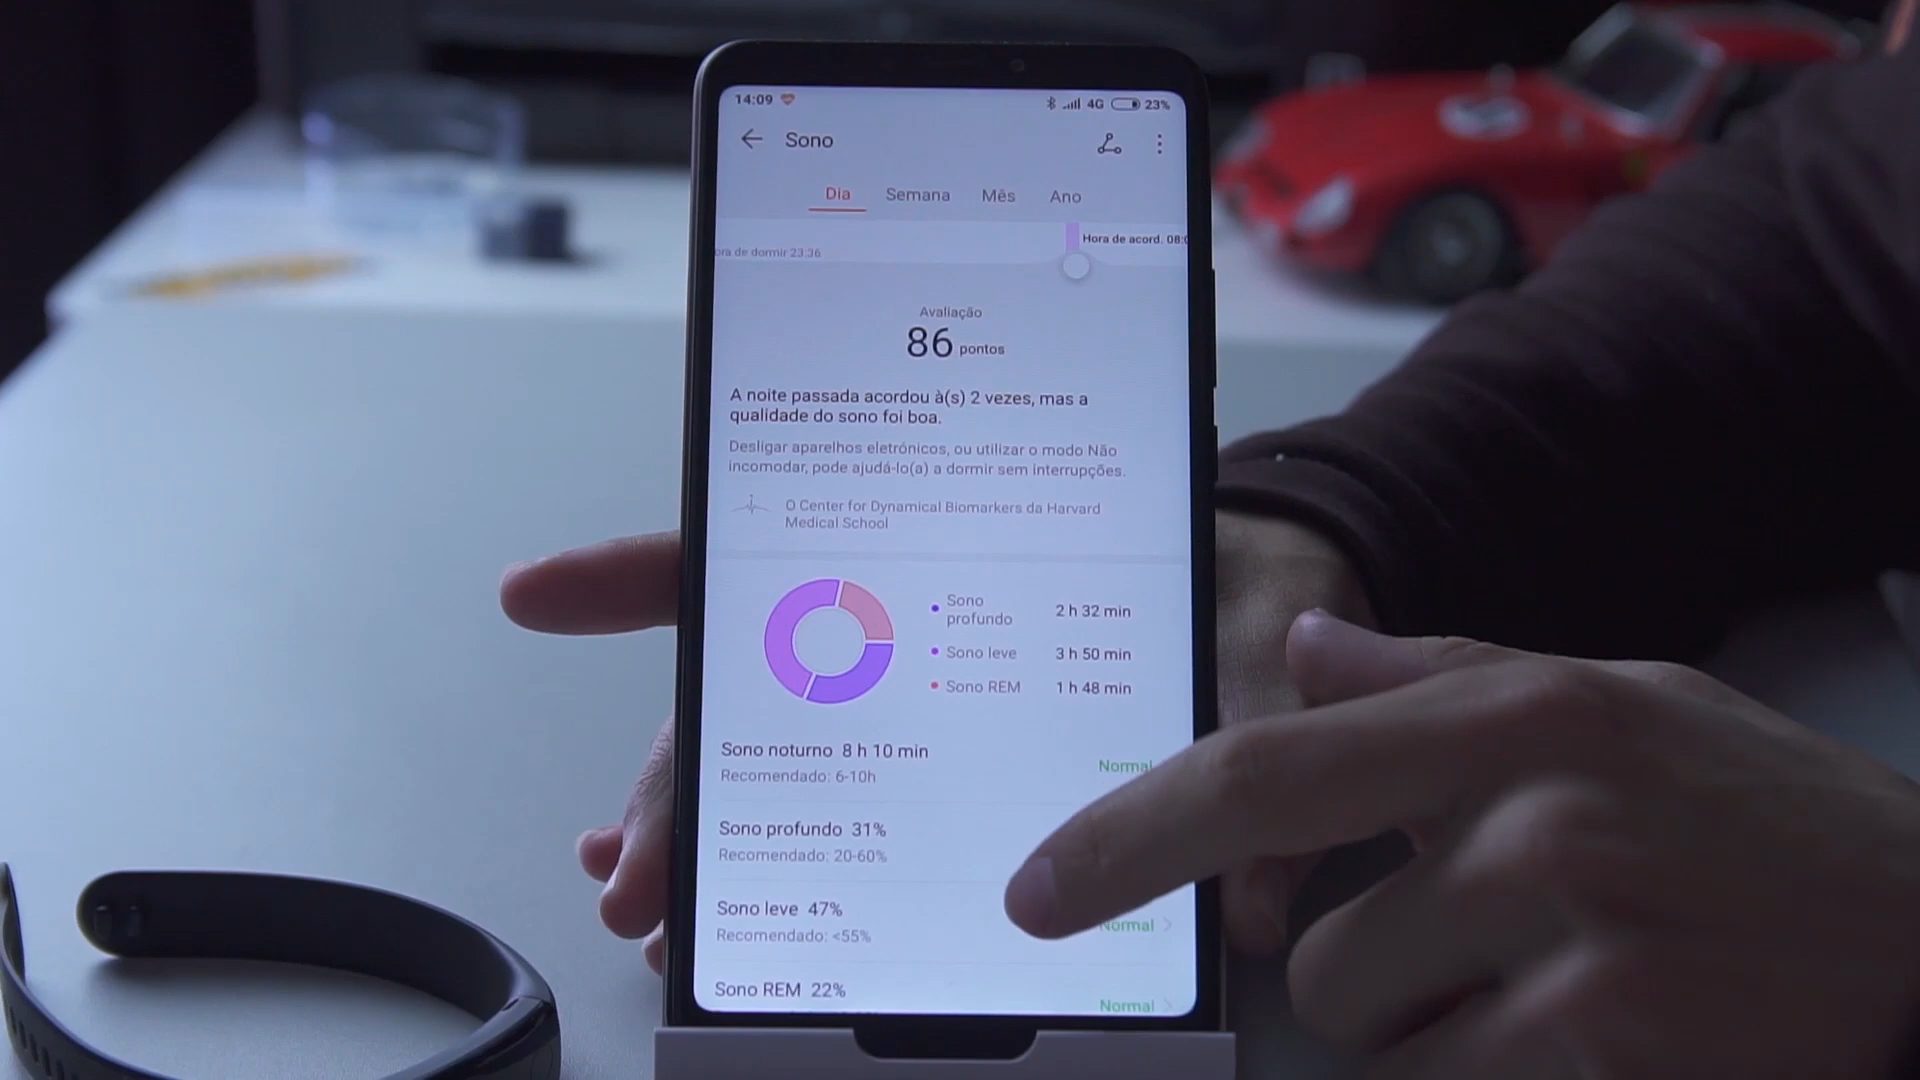 14:09 4G 23%
Sono
Dia Semana Mês Ano
ora de dormir 23:36 Hora de acord. 08:0
Avaliação
86 pontos
A noite passada acordou à(s) 2 vezes, mas a
qualidade do sono foi boa.
Desligar aparelhos eletrónicos, ou utilizar o modo Não
incomodar, pode ajudá-lo(a) a dormir sem interrupções.
O Center for Dynamical Biomarkers da Harvard
Medical School
Sono
profundo 2 h 32 min
Sono leve 3 h 50 min
Sono REM 1 h 48 min
Sono noturno 8 h 10 min
Normal
Recomendado: 6-10h
Sono profundo 31%
Recomendado: 20-60%
Sono leve 47%
Normal
Recomendado: <55%
Sono REM 22%
Normal